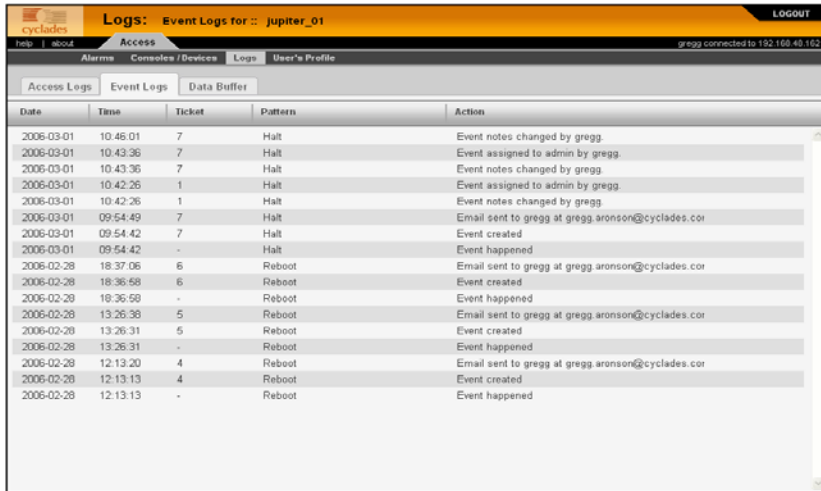 cyclades
Logs: Event Logs for :: jupiter_01
LOGOUT
help | about
Access
gregg connected to 192.168.48.162
Alarms Consoles / Devices Logs User's Profile
Access Logs Event Logs Data Buffer
Date Time Ticket Pattern Action
2006-03-01 10:46:01 7 Halt Event notes changed by gregg.
2006-03-01 10:43:36 7 Halt Event assigned to admin by gregg.
2006-03-01 10:43:36 7 Halt Event notes changed by gregg.
2006-03-01 10:42:26 1 Halt Event assigned to admin by gregg.
2006-03-01 10:42:26 1 Halt Event notes changed by gregg.
2006-03-01 09:54:49 7 Halt Email sent to gregg at gregg.aronson@cyclades.cor
2006-03-01 09:54:42 7 Halt Event created
2006-03-01 09:54:42 - Halt Event happened
2006-02-28 18:37:06 6 Reboot Email sent to gregg at gregg.aronson@cyclades.cor
2006-02-28 18:36:58 6 Reboot Event created
2006-02-28 18:36:58 - Reboot Event happened
2006-02-28 13:26:38 5 Reboot Email sent to gregg at gregg.aronson@cyclades.cor
2006-02-28 13:26:31 5 Reboot Event created
2006-02-28 13:26:31 - Reboot Event happened
2006-02-28 12:13:20 4 Reboot Email sent to gregg at gregg.aronson@cyclades.cor
2006-02-28 12:13:13 4 Reboot Event created
2006-02-28 12:13:13 - Reboot Event happened